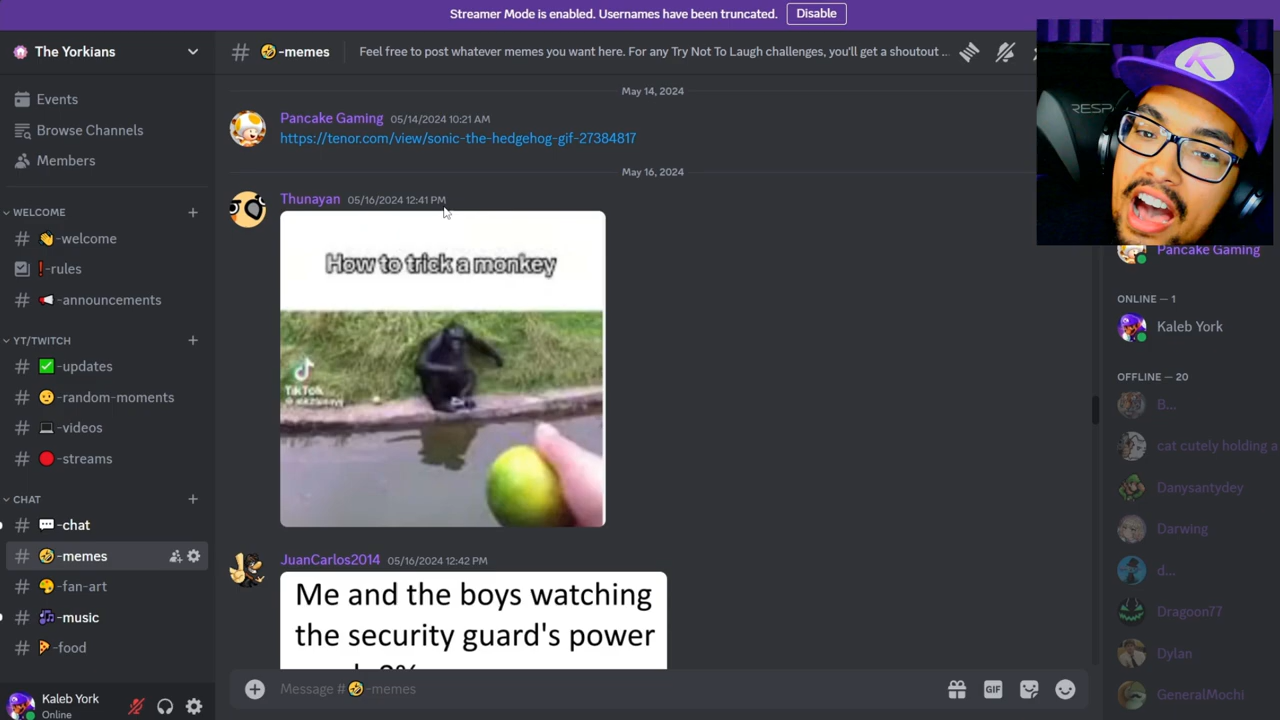 Streamer Mode is enabled. Usernames have been truncated.
Disable
The Yorkians
-memes
Feel free to post whatever memes you want here. For any Try Not To Laugh challenges, you'll get a shoutout ...
Events
Browse Channels
Members
WELCOME
-welcome
-rules
-announcements
YT/TWITCH
-updates
-random-moments
-videos
-streams
CHAT
-chat
-memes
-fan-art
-music
-food
Kaleb York
Online
May 14, 2024
Pancake Gaming 05/14/2024 10:21 AM
https://tenor.com/view/sonic-the-hedgehog-gif-27384817
May 16, 2024
Thunayan 05/16/2024 12:41 PM
How to trick a monkey
TikTok
JuanCarlos2014 05/16/2024 12:42 PM
Me and the boys watching
the security guard's power
Message # -memes
GIF
K
RESP
Pancake Gaming
ONLINE — 1
Kaleb York
OFFLINE — 20
B...
cat cutely holding a
Danysantydey
Darwing
d...
Dragoon77
Dylan
GeneralMochi